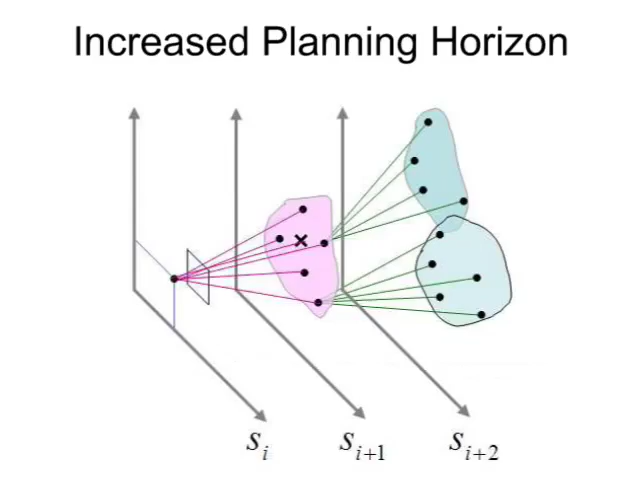 Increased Planning Horizon
S_i S_{i+1} S_{i+2}